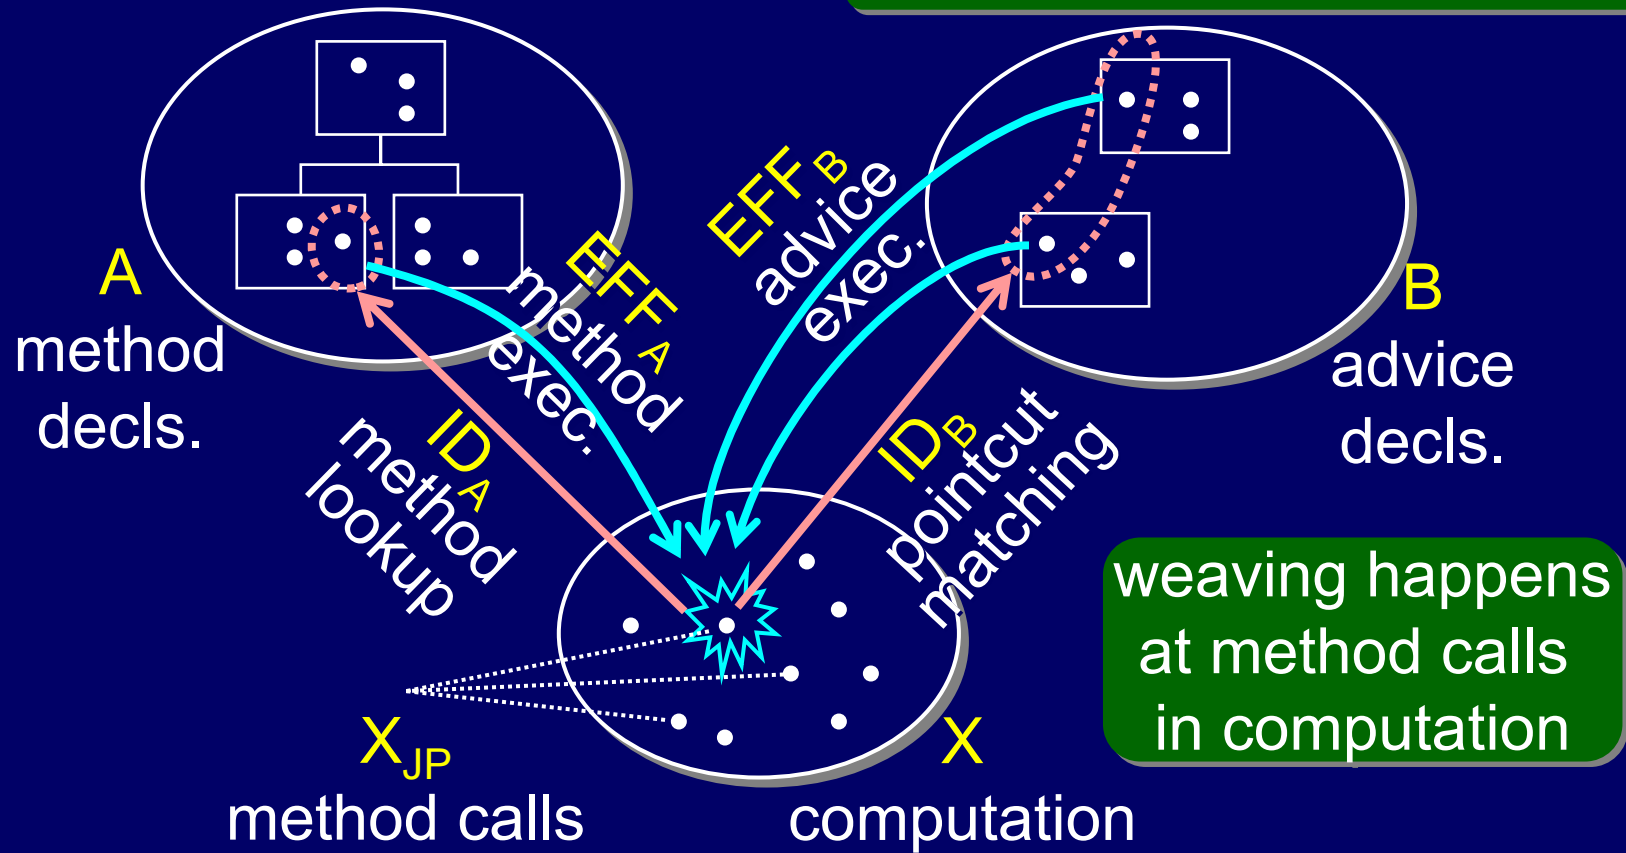 A
method
decls.
EFF A
method
exec.
ID A
method
lookup
EFF B
advice
exec.
ID B
pointcut
matching
B
advice
decls.
X JP
method calls
X
computation
weaving happens
at method calls
in computation